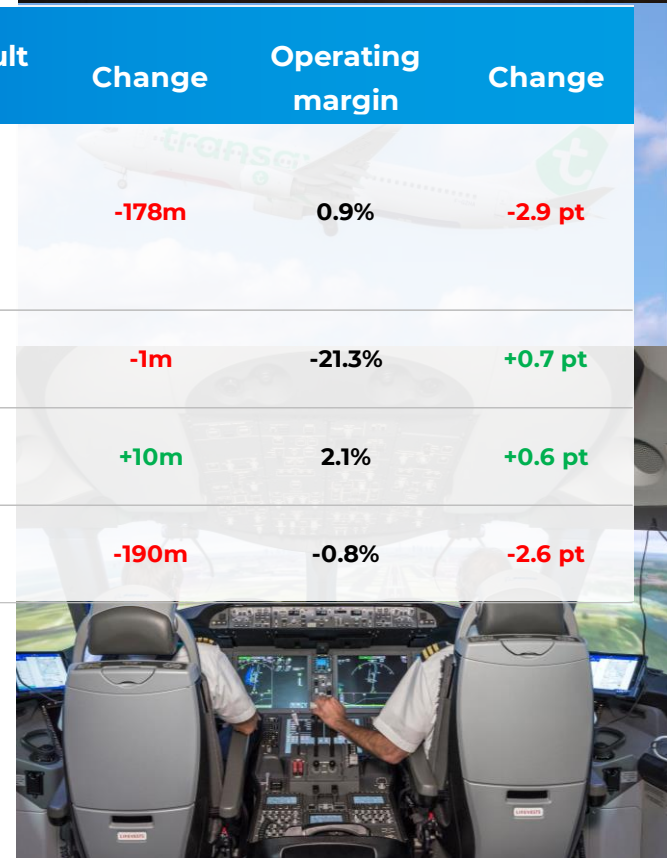 ult
Change
Operating
margin
Change
transa
-178m 0.9% -2.9 pt
-1m -21.3% +0.7 pt
+10m 2.1% +0.6 pt
-190m -0.8% -2.6 pt